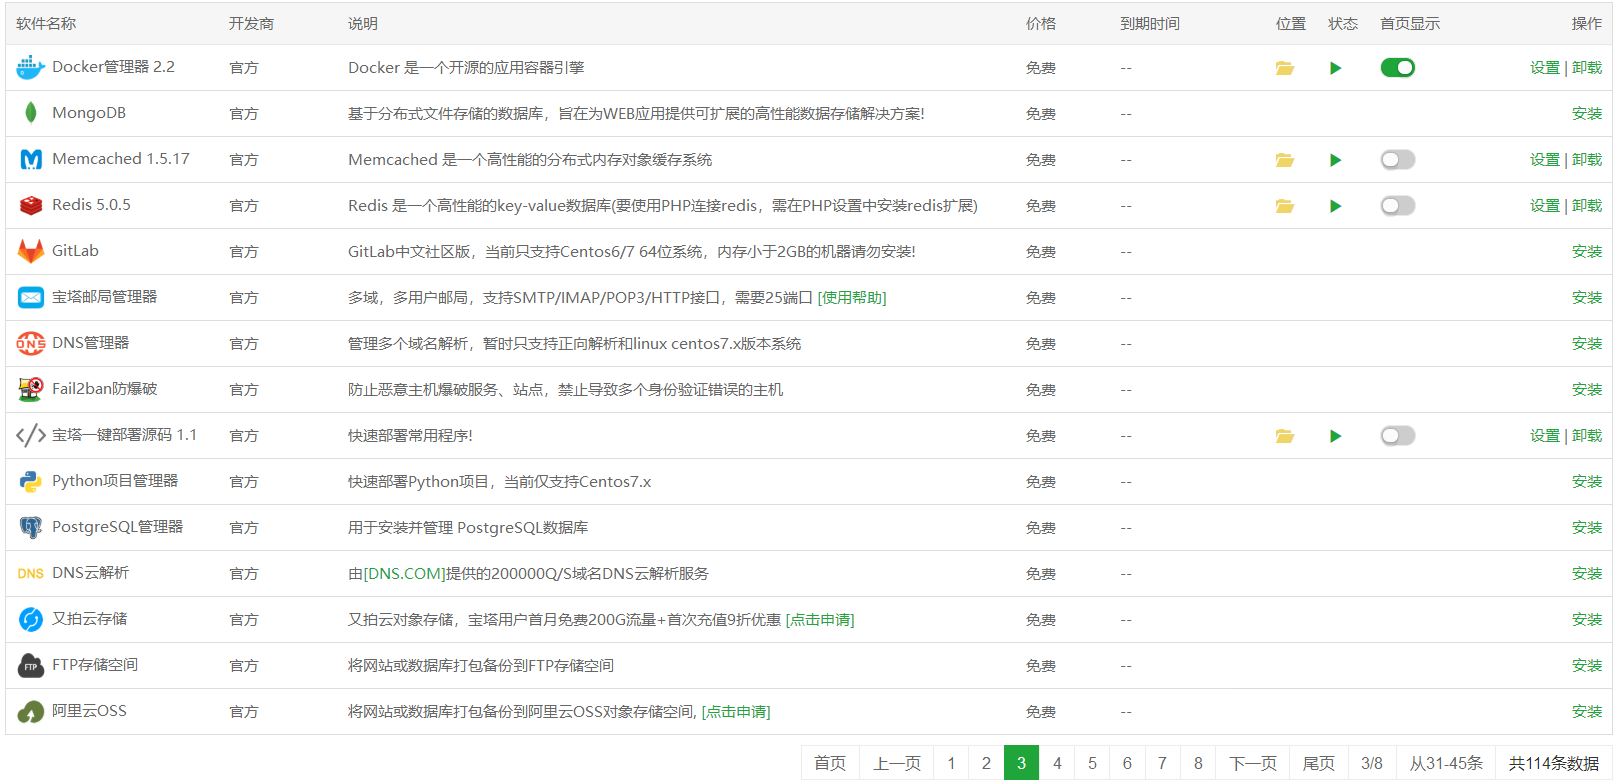 软件名称 开发商 说明 价格 到期时间 位置 状态 首页显示 操作
Docker管理器 2.2 官方 Docker 是一个开源的应用容器引擎 免费 -- 设置 | 卸载
MongoDB 官方 基于分布式文件存储的数据库，旨在为WEB应用提供可扩展的高性能数据存储解决方案! 免费 -- 安装
Memcached 1.5.17 官方 Memcached 是一个高性能的分布式内存对象缓存系统 免费 -- 设置 | 卸载
Redis 5.0.5 官方 Redis 是一个高性能的key-value数据库(要使用PHP连接redis，需在PHP设置中安装redis扩展) 免费 -- 设置 | 卸载
GitLab 官方 GitLab中文社区版，当前只支持Centos6/7 64位系统，内存小于2GB的机器请勿安装! 免费 -- 安装
宝塔邮局管理器 官方 多域，多用户邮局，支持SMTP/IMAP/POP3/HTTP接口，需要25端口 [使用帮助] 免费 -- 安装
DNS DNS管理器 官方 管理多个域名解析，暂时只支持正向解析和linux centos7.x版本系统 免费 -- 安装
Fail2ban防爆破 官方 防止恶意主机爆破服务、站点，禁止导致多个身份验证错误的主机 免费 -- 安装
</> 宝塔一键部署源码 1.1 官方 快速部署常用程序! 免费 -- 设置 | 卸载
Python项目管理器 官方 快速部署Python项目，当前仅支持Centos7.x 免费 -- 安装
PostgreSQL管理器 官方 用于安装并管理 PostgreSQL数据库 免费 -- 安装
DNS DNS云解析 官方 由[DNS.COM]提供的200000Q/S域名DNS云解析服务 免费 -- 安装
又拍云存储 官方 又拍云对象存储，宝塔用户首月免费200G流量+首次充值9折优惠 [点击申请] 免费 -- 安装
FTP FTP存储空间 官方 将网站或数据库打包备份到FTP存储空间 免费 -- 安装
阿里云OSS 官方 将网站或数据库打包备份到阿里云OSS对象存储空间, [点击申请] 免费 -- 安装
首页 上一页 1 2 3 4 5 6 7 8 下一页 尾页 3/8 从31-45条 共114条数据